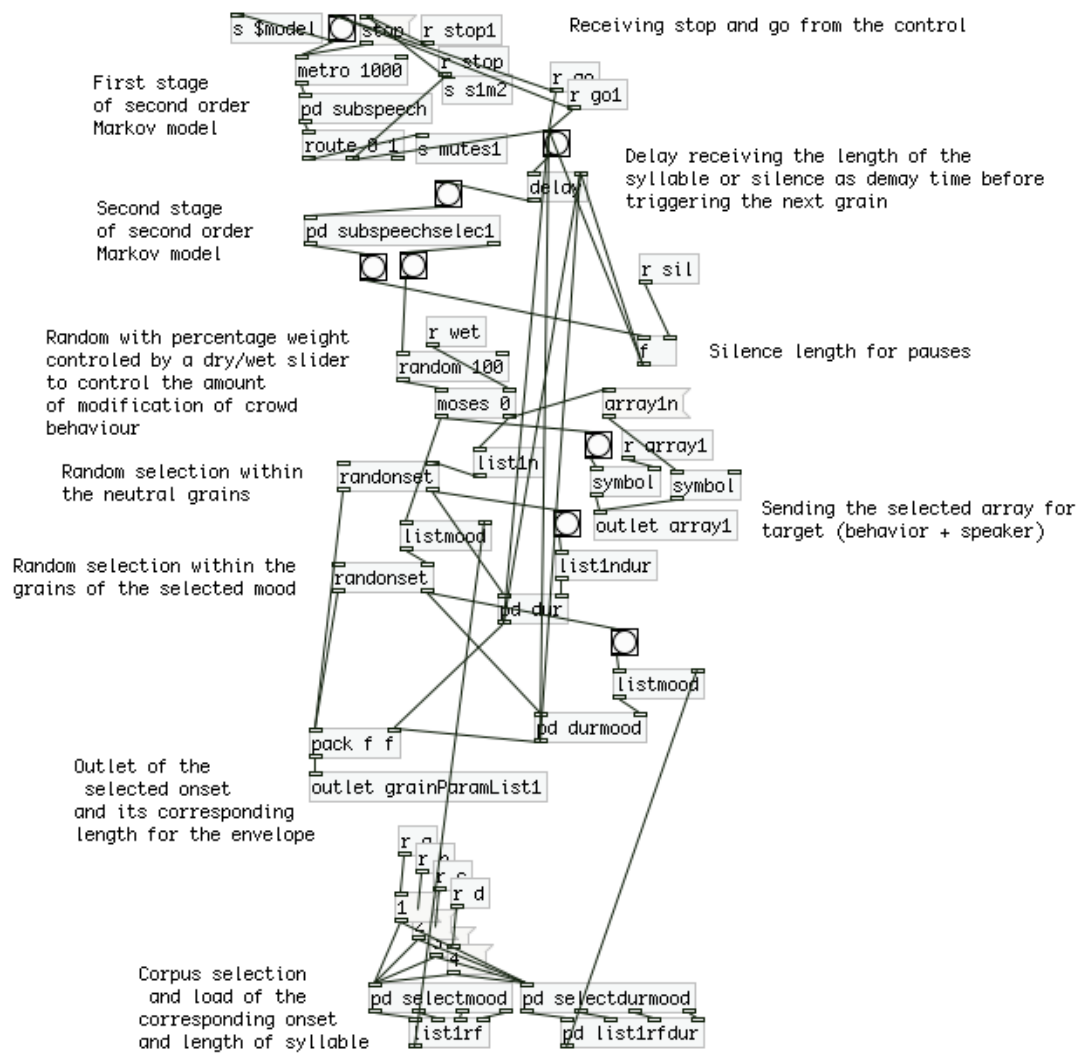 s $model
stop
r stop1
Receiving stop and go from the control
r stop
metro 1000
s s1m2
r go
r go1
First stage
of second order
Markov model
pd subspeech
route 0 1
s mutes1
Delay receiving the length of the
syllable or silence as demay time before
triggering the next grain
delay
Second stage
of second order
Markov model
pd subspeechselec1
r sil
Random with percentage weight
controled by a dry/wet slider
to control the amount
of modification of crowd
behaviour
r wet
random 100
f
Silence length for pauses
moses 0
array1n
r array1
Random selection within
the neutral grains
list1n
randonset
symbol
symbol
Sending the selected array for
target (behavior + speaker)
outlet array1
listmood
list1ndur
Random selection within the
grains of the selected mood
randonset
pd dur
listmood
pd durmood
pack f f
Outlet of the
selected onset
and its corresponding
length for the envelope
outlet grainParamList1
r
r
r
r d
1
4
Corpus selection
and load of the
corresponding onset
and length of syllable
pd selectmood
pd selectdurmood
list1rf
pd list1rfdur